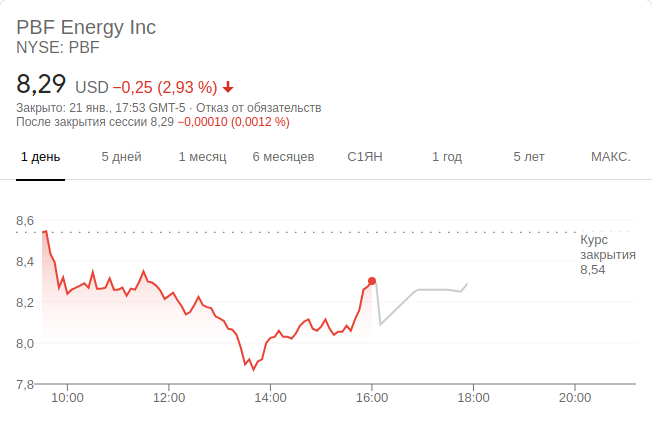 PBF Energy Inc
NYSE: PBF
8,29 USD −0,25 (2,93 %)
Закрыто: 21 янв., 17:53 GMT-5 · Отказ от обязательств
После закрытия сессии 8,29 −0,00010 (0,0012 %)
1 день 5 дней 1 месяц 6 месяцев С1ЯН 1 год 5 лет МАКС.
8,6
Курс
закрытия
8,54
8,4
8,2
8,0
7,8
10:00 12:00 14:00 16:00 18:00 20:00